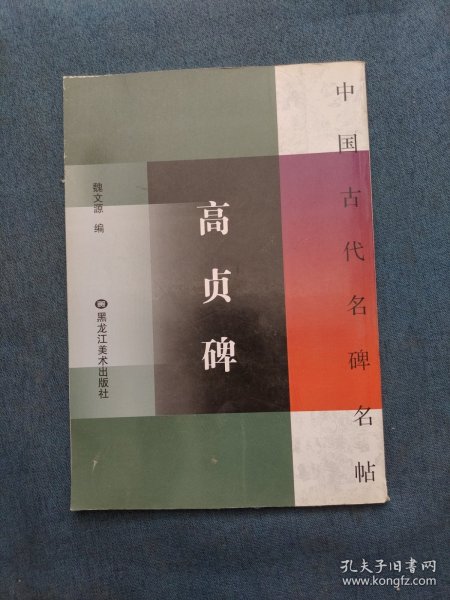 中国古代名碑名帖
高贞碑
魏文源 编
黑龙江美术出版社
孔夫子旧书网
www.kongfz.com